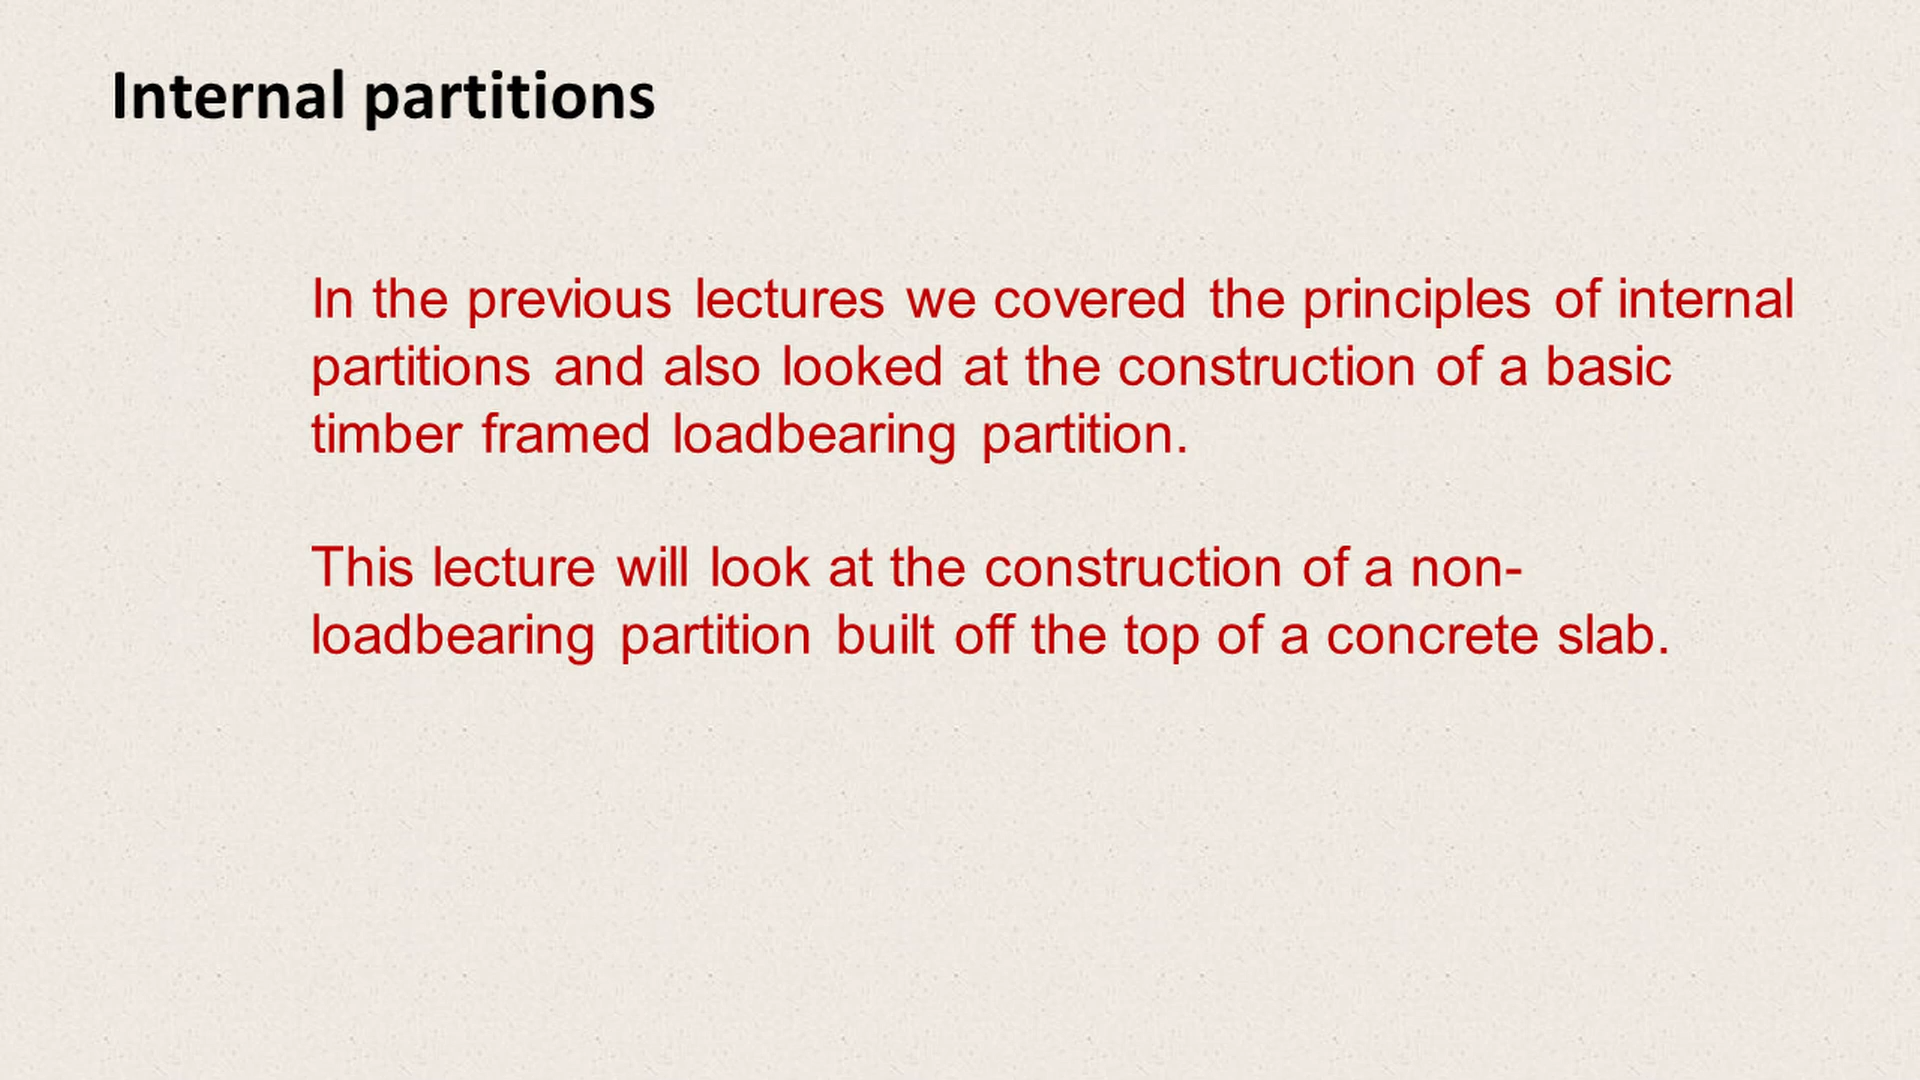 Internal partitions
In the previous lectures we covered the principles of internal
partitions and also looked at the construction of a basic
timber framed loadbearing partition.
This lecture will look at the construction of a non-
loadbearing partition built off the top of a concrete slab.